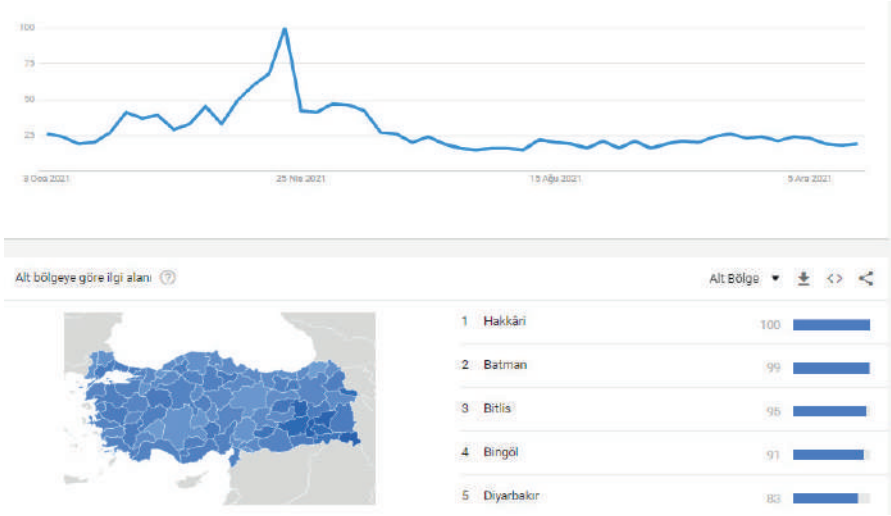 100
75
50
25
3 Oca 2021 25 Nis 2021 15 Ağu 2021 5 Ara 2021
Alt bölgeye göre ilgi alanı ? Alt Bölge
1 Hakkâri 100
2 Batman 99
3 Bitlis 96
4 Bingöl 91
5 Diyarbakır 83